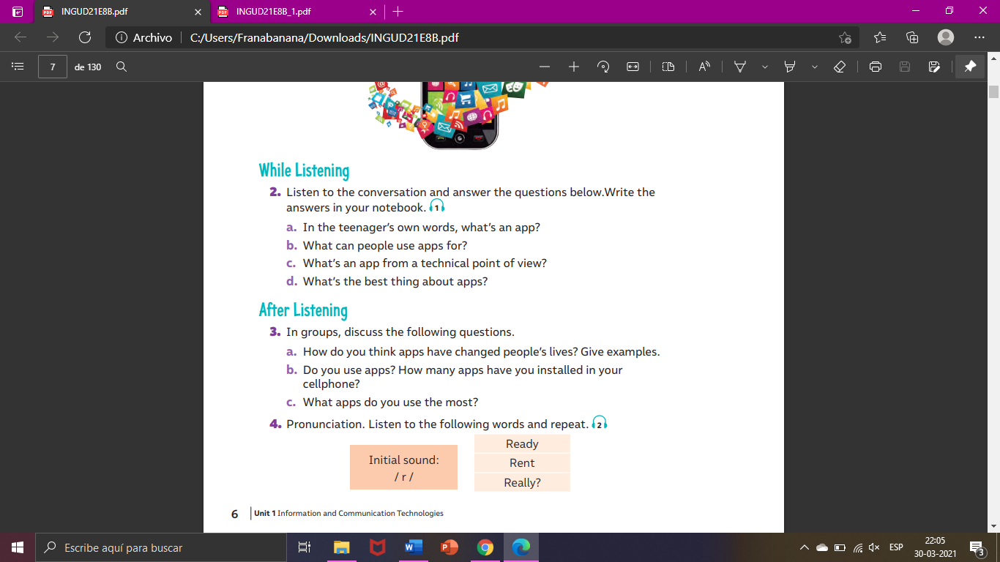 INGUD21E8B.pdf
INGUD21E8B_1.pdf
Archivo
C:/Users/Franabanana/Downloads/INGUD21E8B.pdf
7 de 130
While Listening
2. Listen to the conversation and answer the questions below.Write the
answers in your notebook. 1
a. In the teenager's own words, what's an app?
b. What can people use apps for?
c. What's an app from a technical point of view?
d. What's the best thing about apps?
After Listening
3. In groups, discuss the following questions.
a. How do you think apps have changed people's lives? Give examples.
b. Do you use apps? How many apps have you installed in your
cellphone?
c. What apps do you use the most?
4. Pronunciation. Listen to the following words and repeat. 2
Initial sound:
/ r /
Ready
Rent
Really?
6 Unit 1 Information and Communication Technologies
Escribe aquí para buscar
ESP
22:05
30-03-2021
3